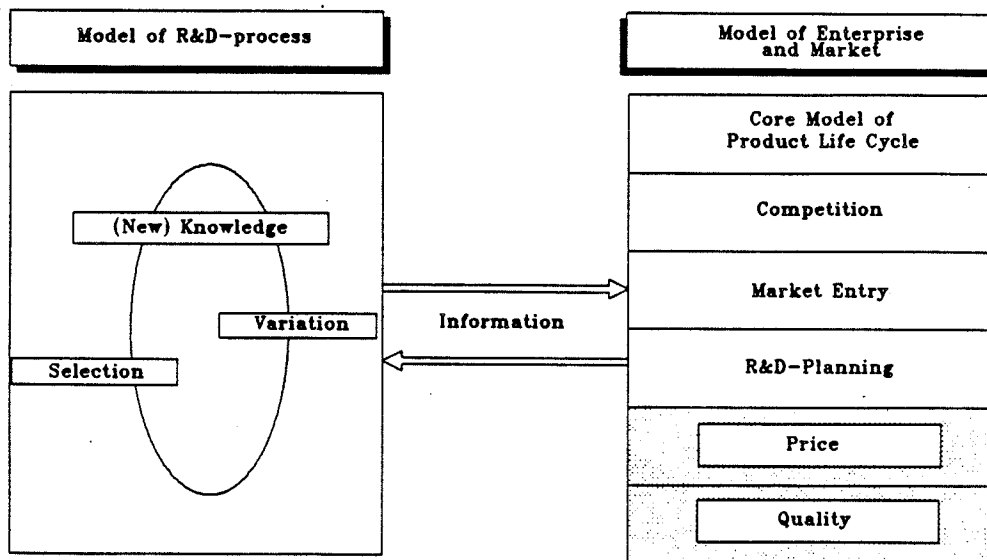 Model of R&D-process
(New) Knowledge
Variation
Selection
Information
Model of Enterprise
and Market
Core Model of
Product Life Cycle
Competition
Market Entry
R&D-Planning
Price
Quality